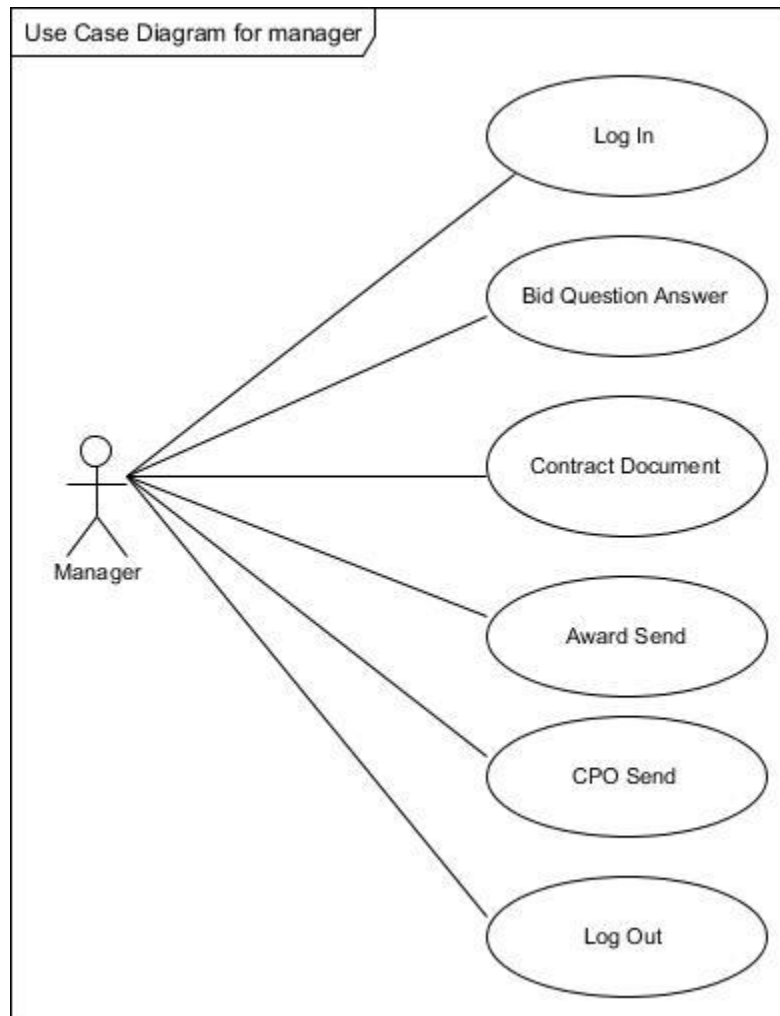 Use Case Diagram for manager
Log In
Bid Question Answer
Contract Document
Manager
Award Send
CPO Send
Log Out